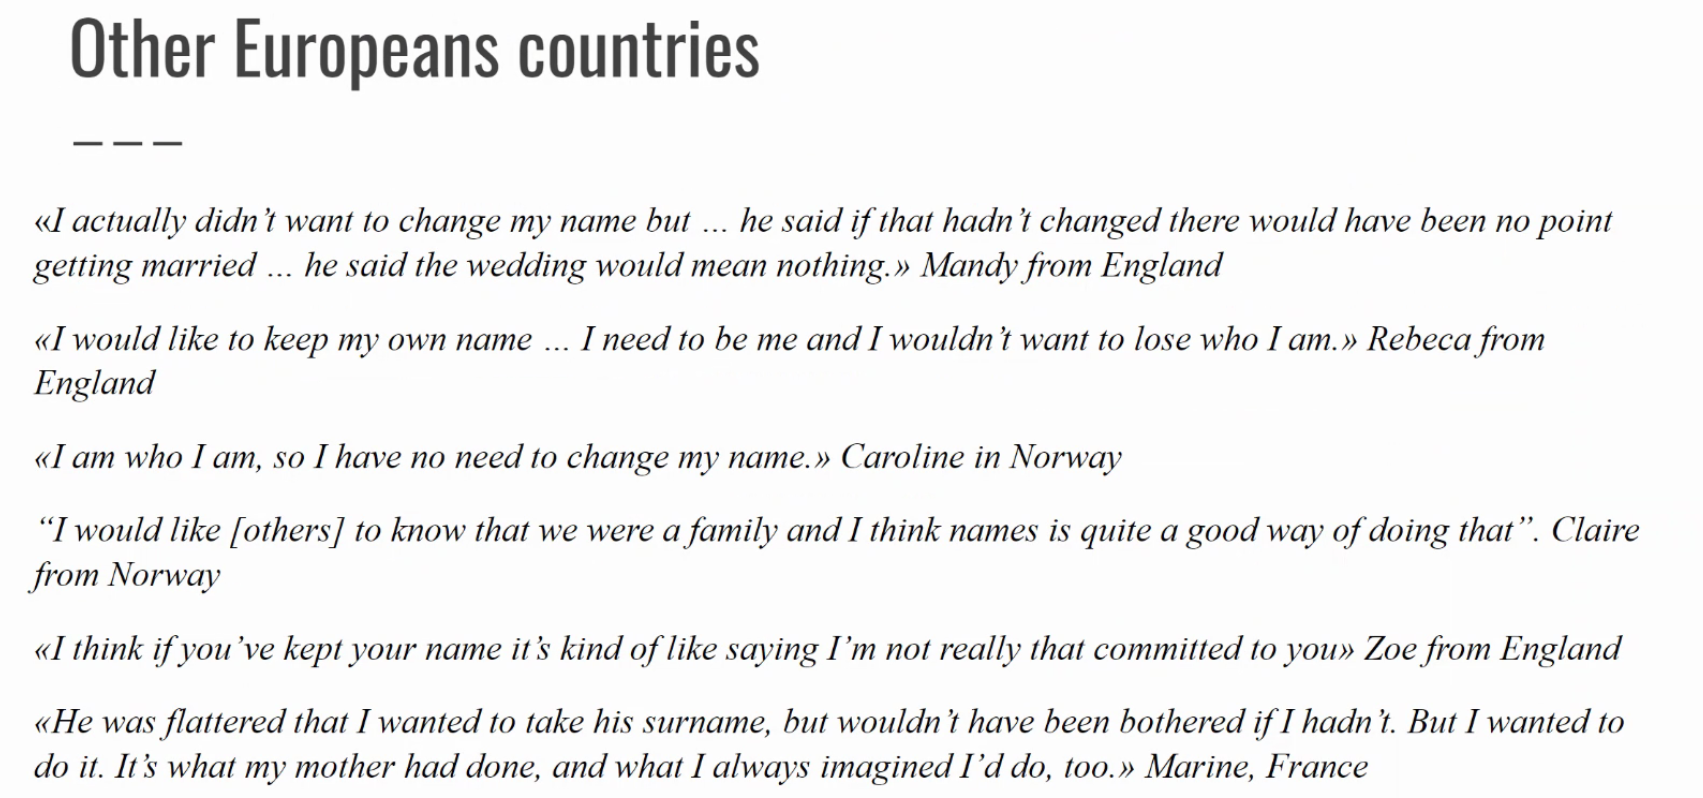 Other Europeans countries
«I actually didn’t want to change my name but … he said if that hadn’t changed there would have been no point
getting married … he said the wedding would mean nothing.» Mandy from England
«I would like to keep my own name … I need to be me and I wouldn’t want to lose who I am.» Rebeca from
England
«I am who I am, so I have no need to change my name.» Caroline in Norway
“I would like [others] to know that we were a family and I think names is quite a good way of doing that”. Claire
from Norway
«I think if you’ve kept your name it’s kind of like saying I’m not really that committed to you» Zoe from England
«He was flattered that I wanted to take his surname, but wouldn’t have been bothered if I hadn’t. But I wanted to
do it. It’s what my mother had done, and what I always imagined I’d do, too.» Marine, France